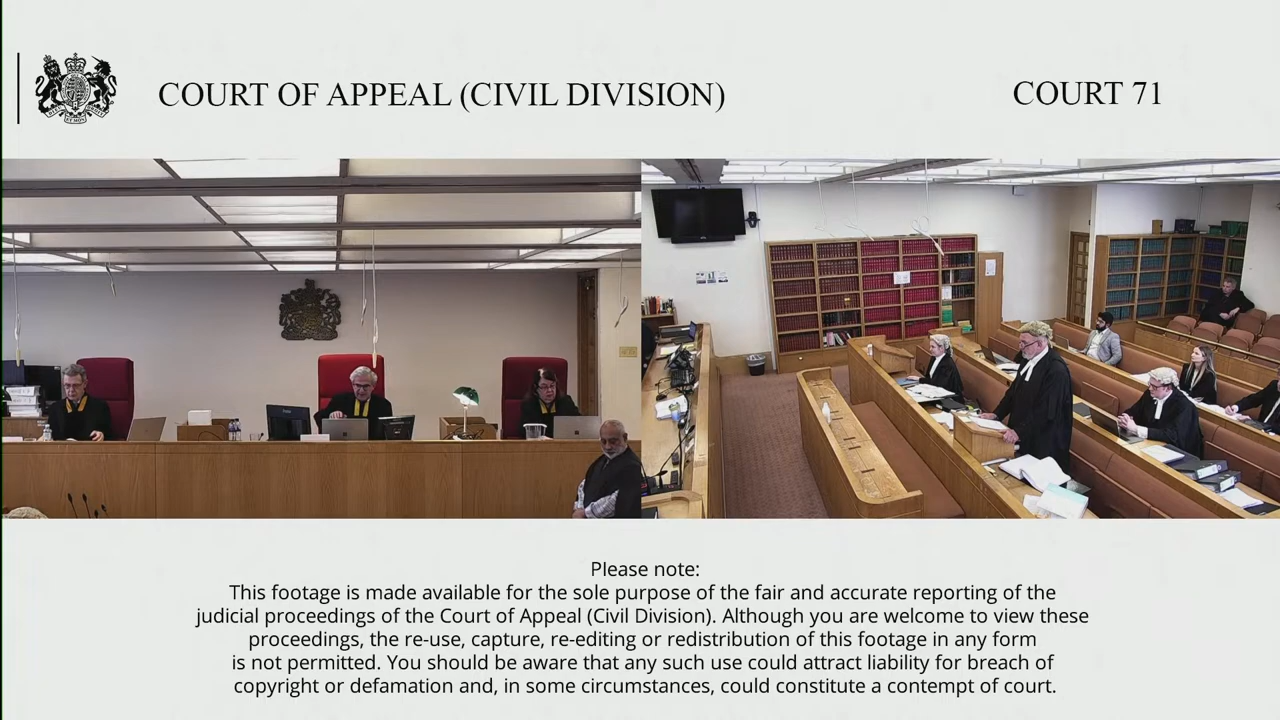 COURT OF APPEAL (CIVIL DIVISION)
COURT 71
Please note:
This footage is made available for the sole purpose of the fair and accurate reporting of the
judicial proceedings of the Court of Appeal (Civil Division). Although you are welcome to view these
proceedings, the re-use, capture, re-editing or redistribution of this footage in any form
is not permitted. You should be aware that any such use could attract liability for breach of
copyright or defamation and, in some circumstances, could constitute a contempt of court.